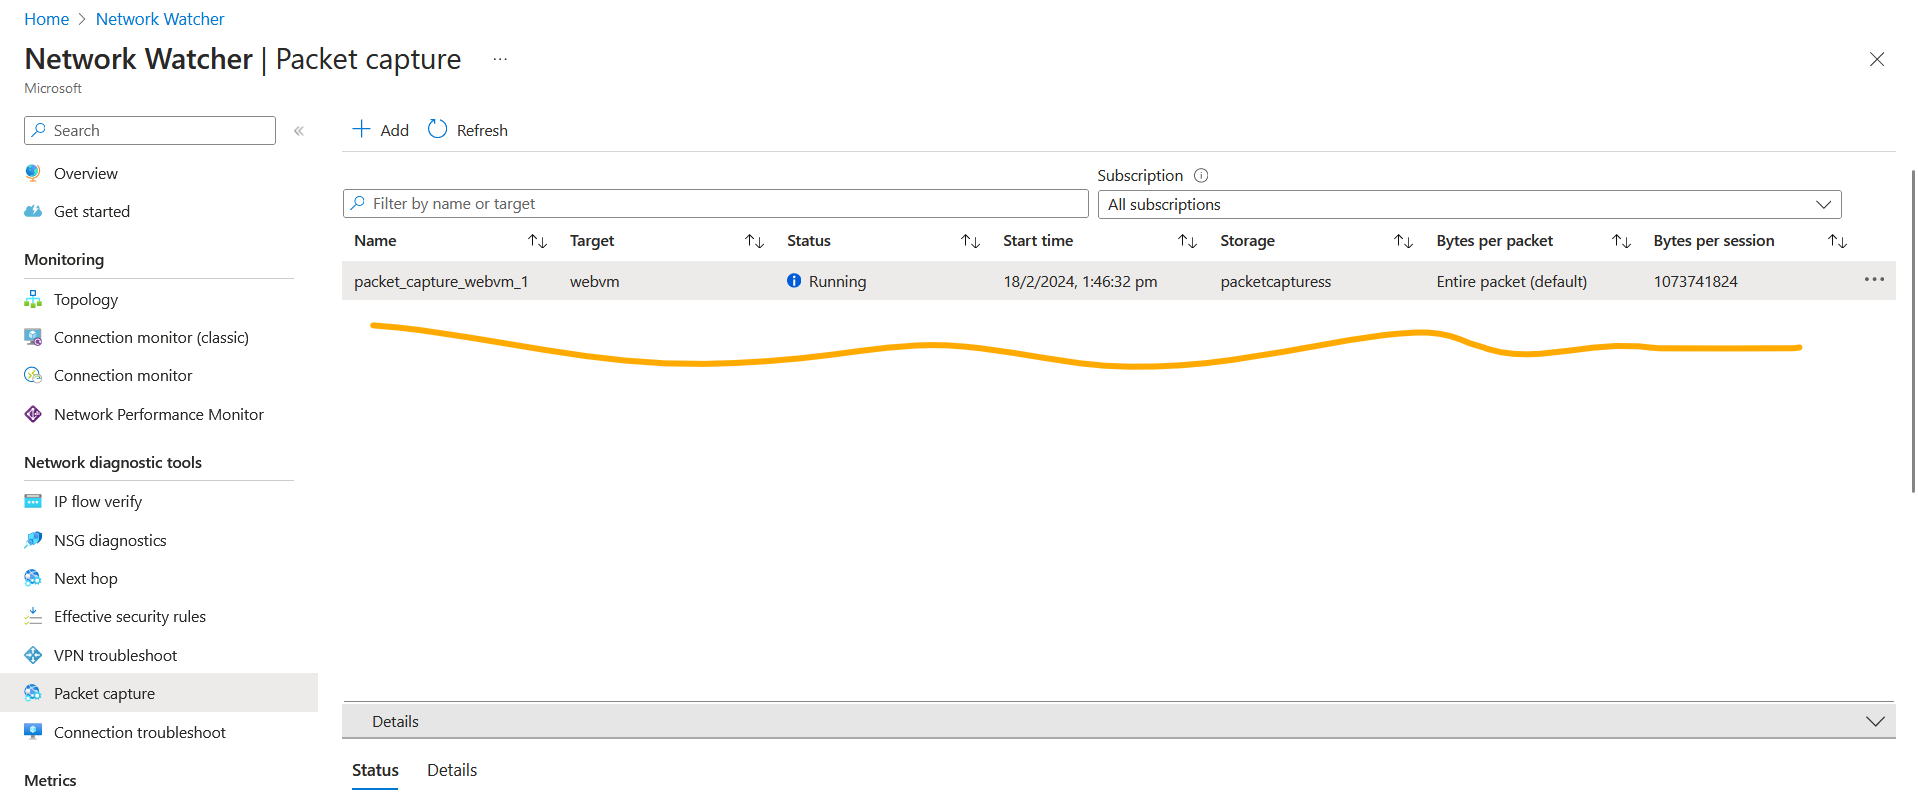 Home > Network Watcher
Network Watcher | Packet capture ...
Microsoft
Search «
Overview
Get started
Monitoring
Topology
Connection monitor (classic)
Connection monitor
Network Performance Monitor
Network diagnostic tools
IP flow verify
NSG diagnostics
Next hop
Effective security rules
VPN troubleshoot
Packet capture
Connection troubleshoot
Metrics
Add Refresh
Subscription
Filter by name or target All subscriptions
Name Target Status Start time Storage Bytes per packet Bytes per session
packet_capture_webvm_1 webvm Running 18/2/2024, 1:46:32 pm packetcapturess Entire packet (default) 1073741824 ...
Details
Status Details